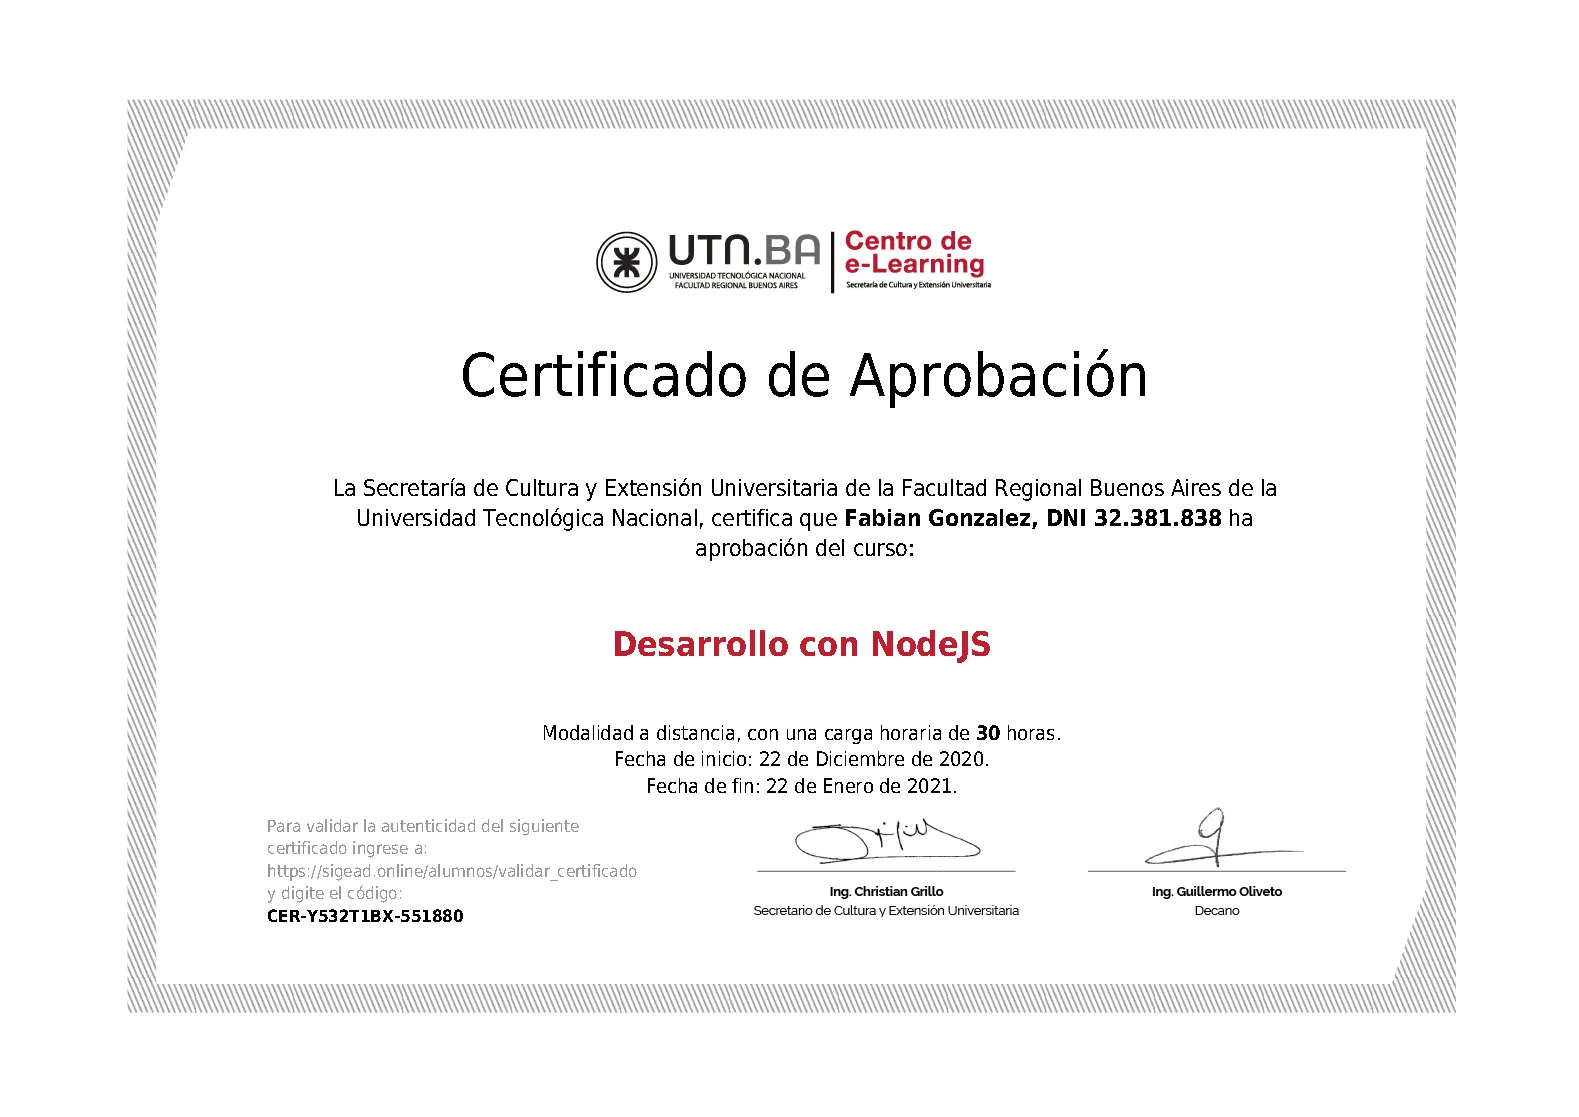 UTN.BA
UNIVERSIDAD TECNOLÓGICA NACIONAL
FACULTAD REGIONAL BUENOS AIRES
Centro de
e-Learning
Secretaría de Cultura y Extensión Universitaria
Certificado de Aprobación
La Secretaría de Cultura y Extensión Universitaria de la Facultad Regional Buenos Aires de la
Universidad Tecnológica Nacional, certifica que Fabian Gonzalez, DNI 32.381.838 ha
aprobación del curso:
Desarrollo con NodeJS
Modalidad a distancia, con una carga horaria de 30 horas.
Fecha de inicio: 22 de Diciembre de 2020.
Fecha de fin: 22 de Enero de 2021.
Para validar la autenticidad del siguiente
certificado ingrese a:
https://sigead.online/alumnos/validar_certificado
y digite el código:
CER-Y532T1BX-551880
Ing. Christian Grillo
Secretario de Cultura y Extensión Universitaria
Ing. Guillermo Oliveto
Decano